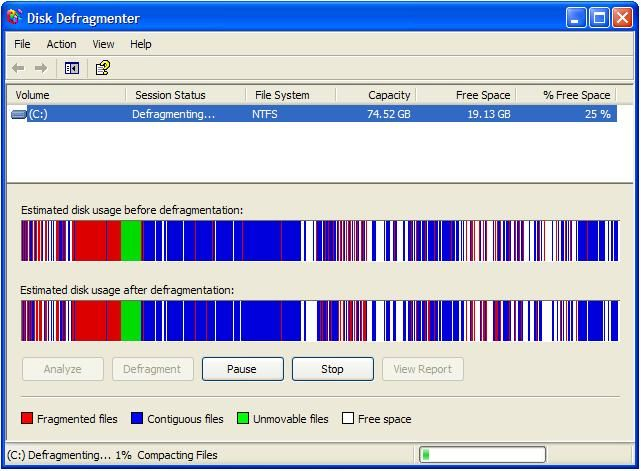 Disk Defragmenter
File Action View Help
Volume Session Status File System Capacity Free Space % Free Space
(C:) Defragmenting... NTFS 74.52 GB 19.13 GB 25 %
Estimated disk usage before defragmentation:
Estimated disk usage after defragmentation:
Analyze Defragment Pause Stop View Report
Fragmented files Contiguous files Unmovable files Free space
(C:) Defragmenting... 1% Compacting Files